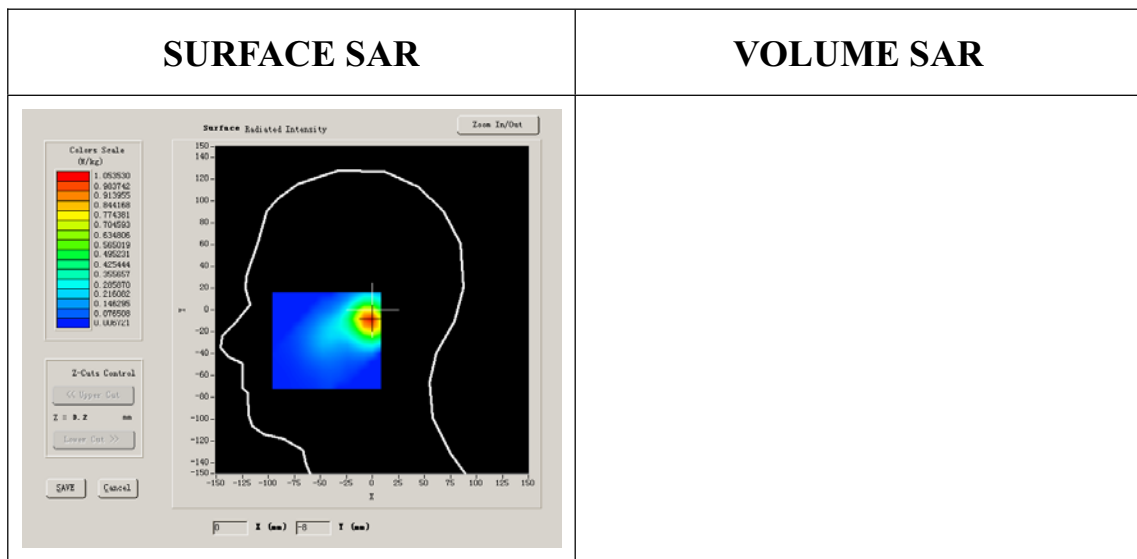 SURFACE SAR
VOLUME SAR
Surface Radiated Intensity
Zoom In/Out
Colors Scale
(W/kg)
1.053530
0.983742
0.913955
0.844168
0.774381
0.704593
0.634806
0.565019
0.495231
0.425444
0.355657
0.285870
0.216082
0.146295
0.076508
0.006721
150
140
120
100
80
60
40
20
0
-20
-40
-60
-80
-100
-120
-140
-150
Y
-150 -125 -100 -75 -50 -25 0 25 50 75 100 125 150
X
Z-Cuts Control
<< Upper Cut
Z = 0.2 mm
Lower Cut >>
SAVE Cancel
0 X (mm) -8 Y (mm)